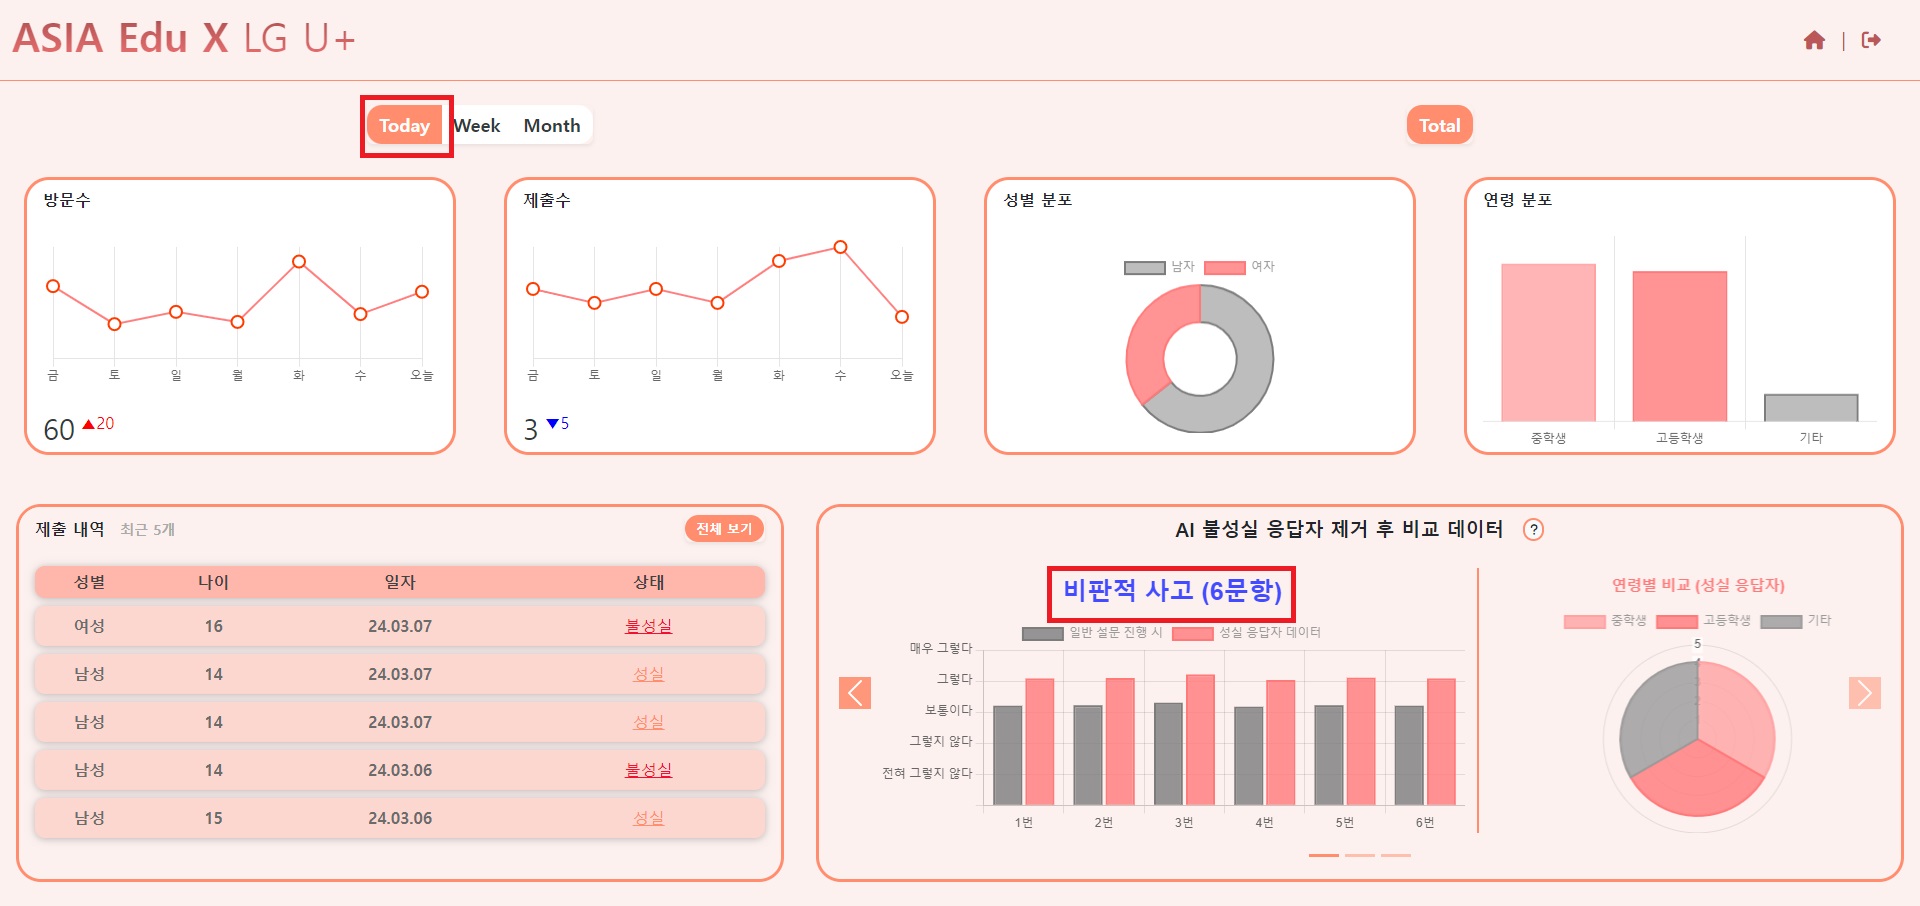 ASIA Edu X LG U+
|
Today Week Month
Total
방문수
금 토 일 월 화 수 오늘
60 ▲20
제출수
금 토 일 월 화 수 오늘
3 ▼5
성별 분포
남자 여자
연령 분포
중학생 고등학생 기타
제출 내역 최근 5개 전체 보기
성별 나이 일자 상태
여성 16 24.03.07 불성실
남성 14 24.03.07 성실
남성 14 24.03.07 성실
남성 14 24.03.06 불성실
남성 15 24.03.06 성실
AI 불성실 응답자 제거 후 비교 데이터 ?
비판적 사고 (6문항)
일반 설문 진행 시 성실 응답자 데이터
매우 그렇다
그렇다
보통이다
그렇지 않다
전혀 그렇지 않다
1번 2번 3번 4번 5번 6번
연령별 비교 (성실 응답자)
중학생 고등학생 기타
5